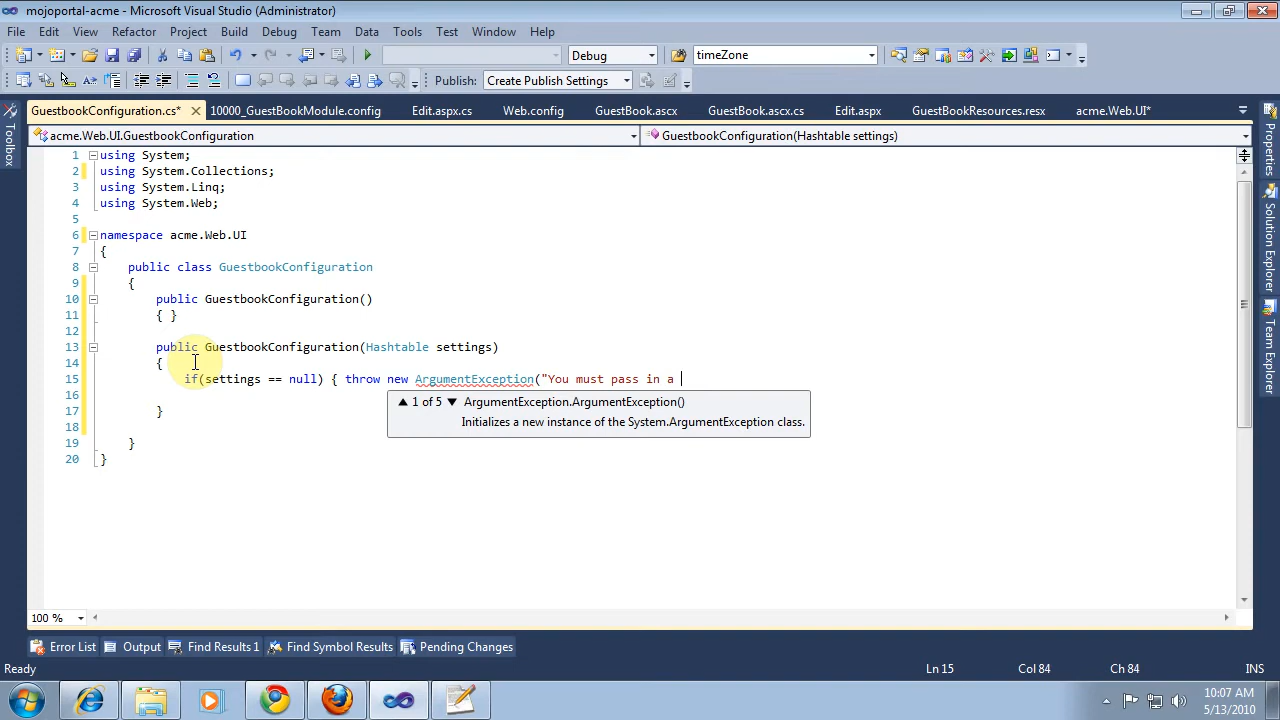 mojoportal-acme - Microsoft Visual Studio (Administrator)
File Edit View Refactor Project Build Debug Team Data Tools Test Window Help
Debug timeZone
Publish: Create Publish Settings
GuestbookConfiguration.cs* 10000_GuestBookModule.config Edit.aspx.cs Web.config GuestBook.ascx GuestBook.ascx.cs Edit.aspx GuestBookResources.resx acme.Web.UI*
acme.Web.UI.GuestbookConfiguration GuestbookConfiguration(Hashtable settings)
Toolbox
Properties
Solution Explorer
Team Explorer
1 using System;
2 using System.Collections;
3 using System.Linq;
4 using System.Web;
5
6 namespace acme.Web.UI
7 {
8 public class GuestbookConfiguration
9 {
10 public GuestbookConfiguration()
11 { }
12
13 public GuestbookConfiguration(Hashtable settings)
14 {
15 if(settings == null) { throw new ArgumentException("You must pass in a
16
1 of 5 ArgumentException.ArgumentException()
Initializes a new instance of the System.ArgumentException class.
17 }
18
19 }
20 }
100 %
Error List Output Find Results 1 Find Symbol Results Pending Changes
Ready Ln 15 Col 84 Ch 84 INS
10:07 AM
5/13/2010